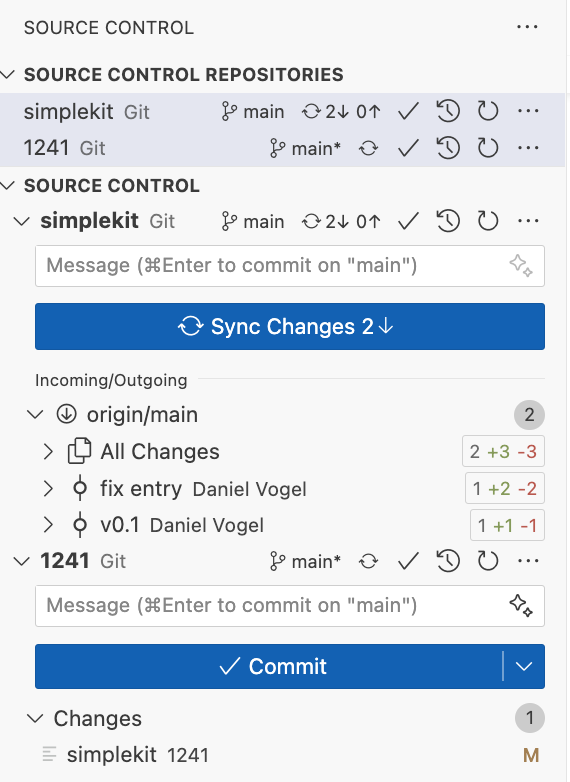 SOURCE CONTROL ...
SOURCE CONTROL REPOSITORIES
simplekit Git main 2↓ 0↑ ...
1241 Git main* ...
SOURCE CONTROL
simplekit Git main 2↓ 0↑ ...
Message (⌘Enter to commit on "main")
Sync Changes 2↓
Incoming/Outgoing
origin/main 2
All Changes 2 +3 -3
fix entry Daniel Vogel 1 +2 -2
v0.1 Daniel Vogel 1 +1 -1
1241 Git main* ...
Message (⌘Enter to commit on "main")
Commit
Changes 1
simplekit 1241 M